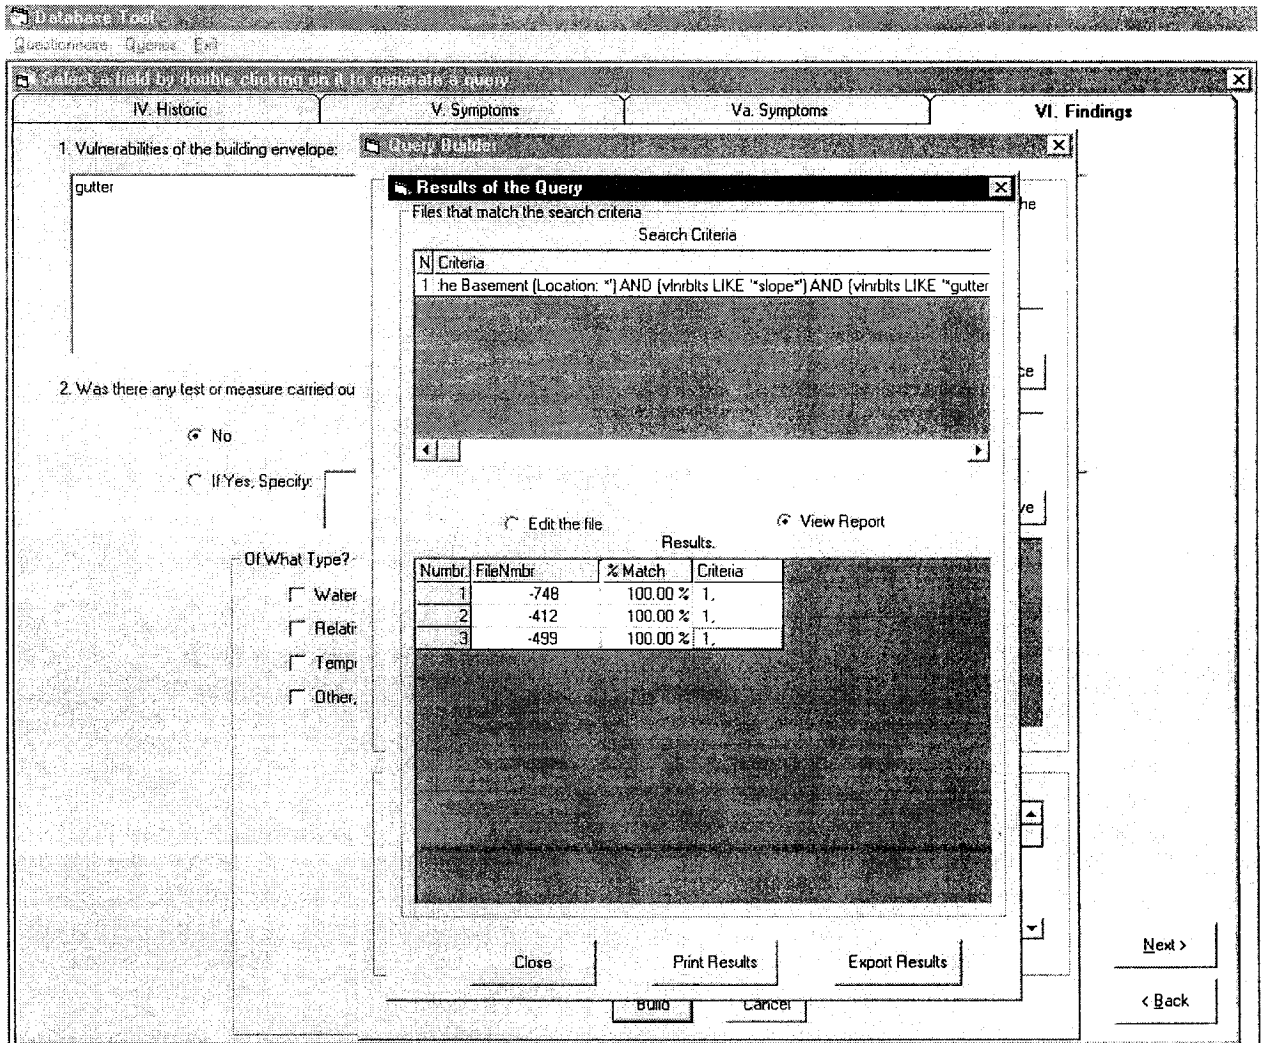 Database Tool
Questionnaire Queries Exit
Select a field by double clicking on it to generate a query
IV. Historic V. Symptoms Va. Symptoms VI. Findings
1. Vulnerabilities of the building envelope:
gutter
Query Builder
he
Results of the Query
Files that match the search criteria
Search Criteria
N Criteria
1 :he Basement (Location: *') AND (vlnrblts LIKE '*slope*') AND (vlnrblts LIKE '*gutter
ce
2. Was there any test or measure carried ou
No
If Yes, Specify:
ve
Edit the file View Report
Results.
Of What Type?
Numbr. FileNmbr % Match Criteria
1 -748 100.00 % 1,
2 -412 100.00 % 1,
3 -499 100.00 % 1,
Water
Relati
Temp
Other,
Close Print Results Export Results
Build Cancel
Next >
< Back